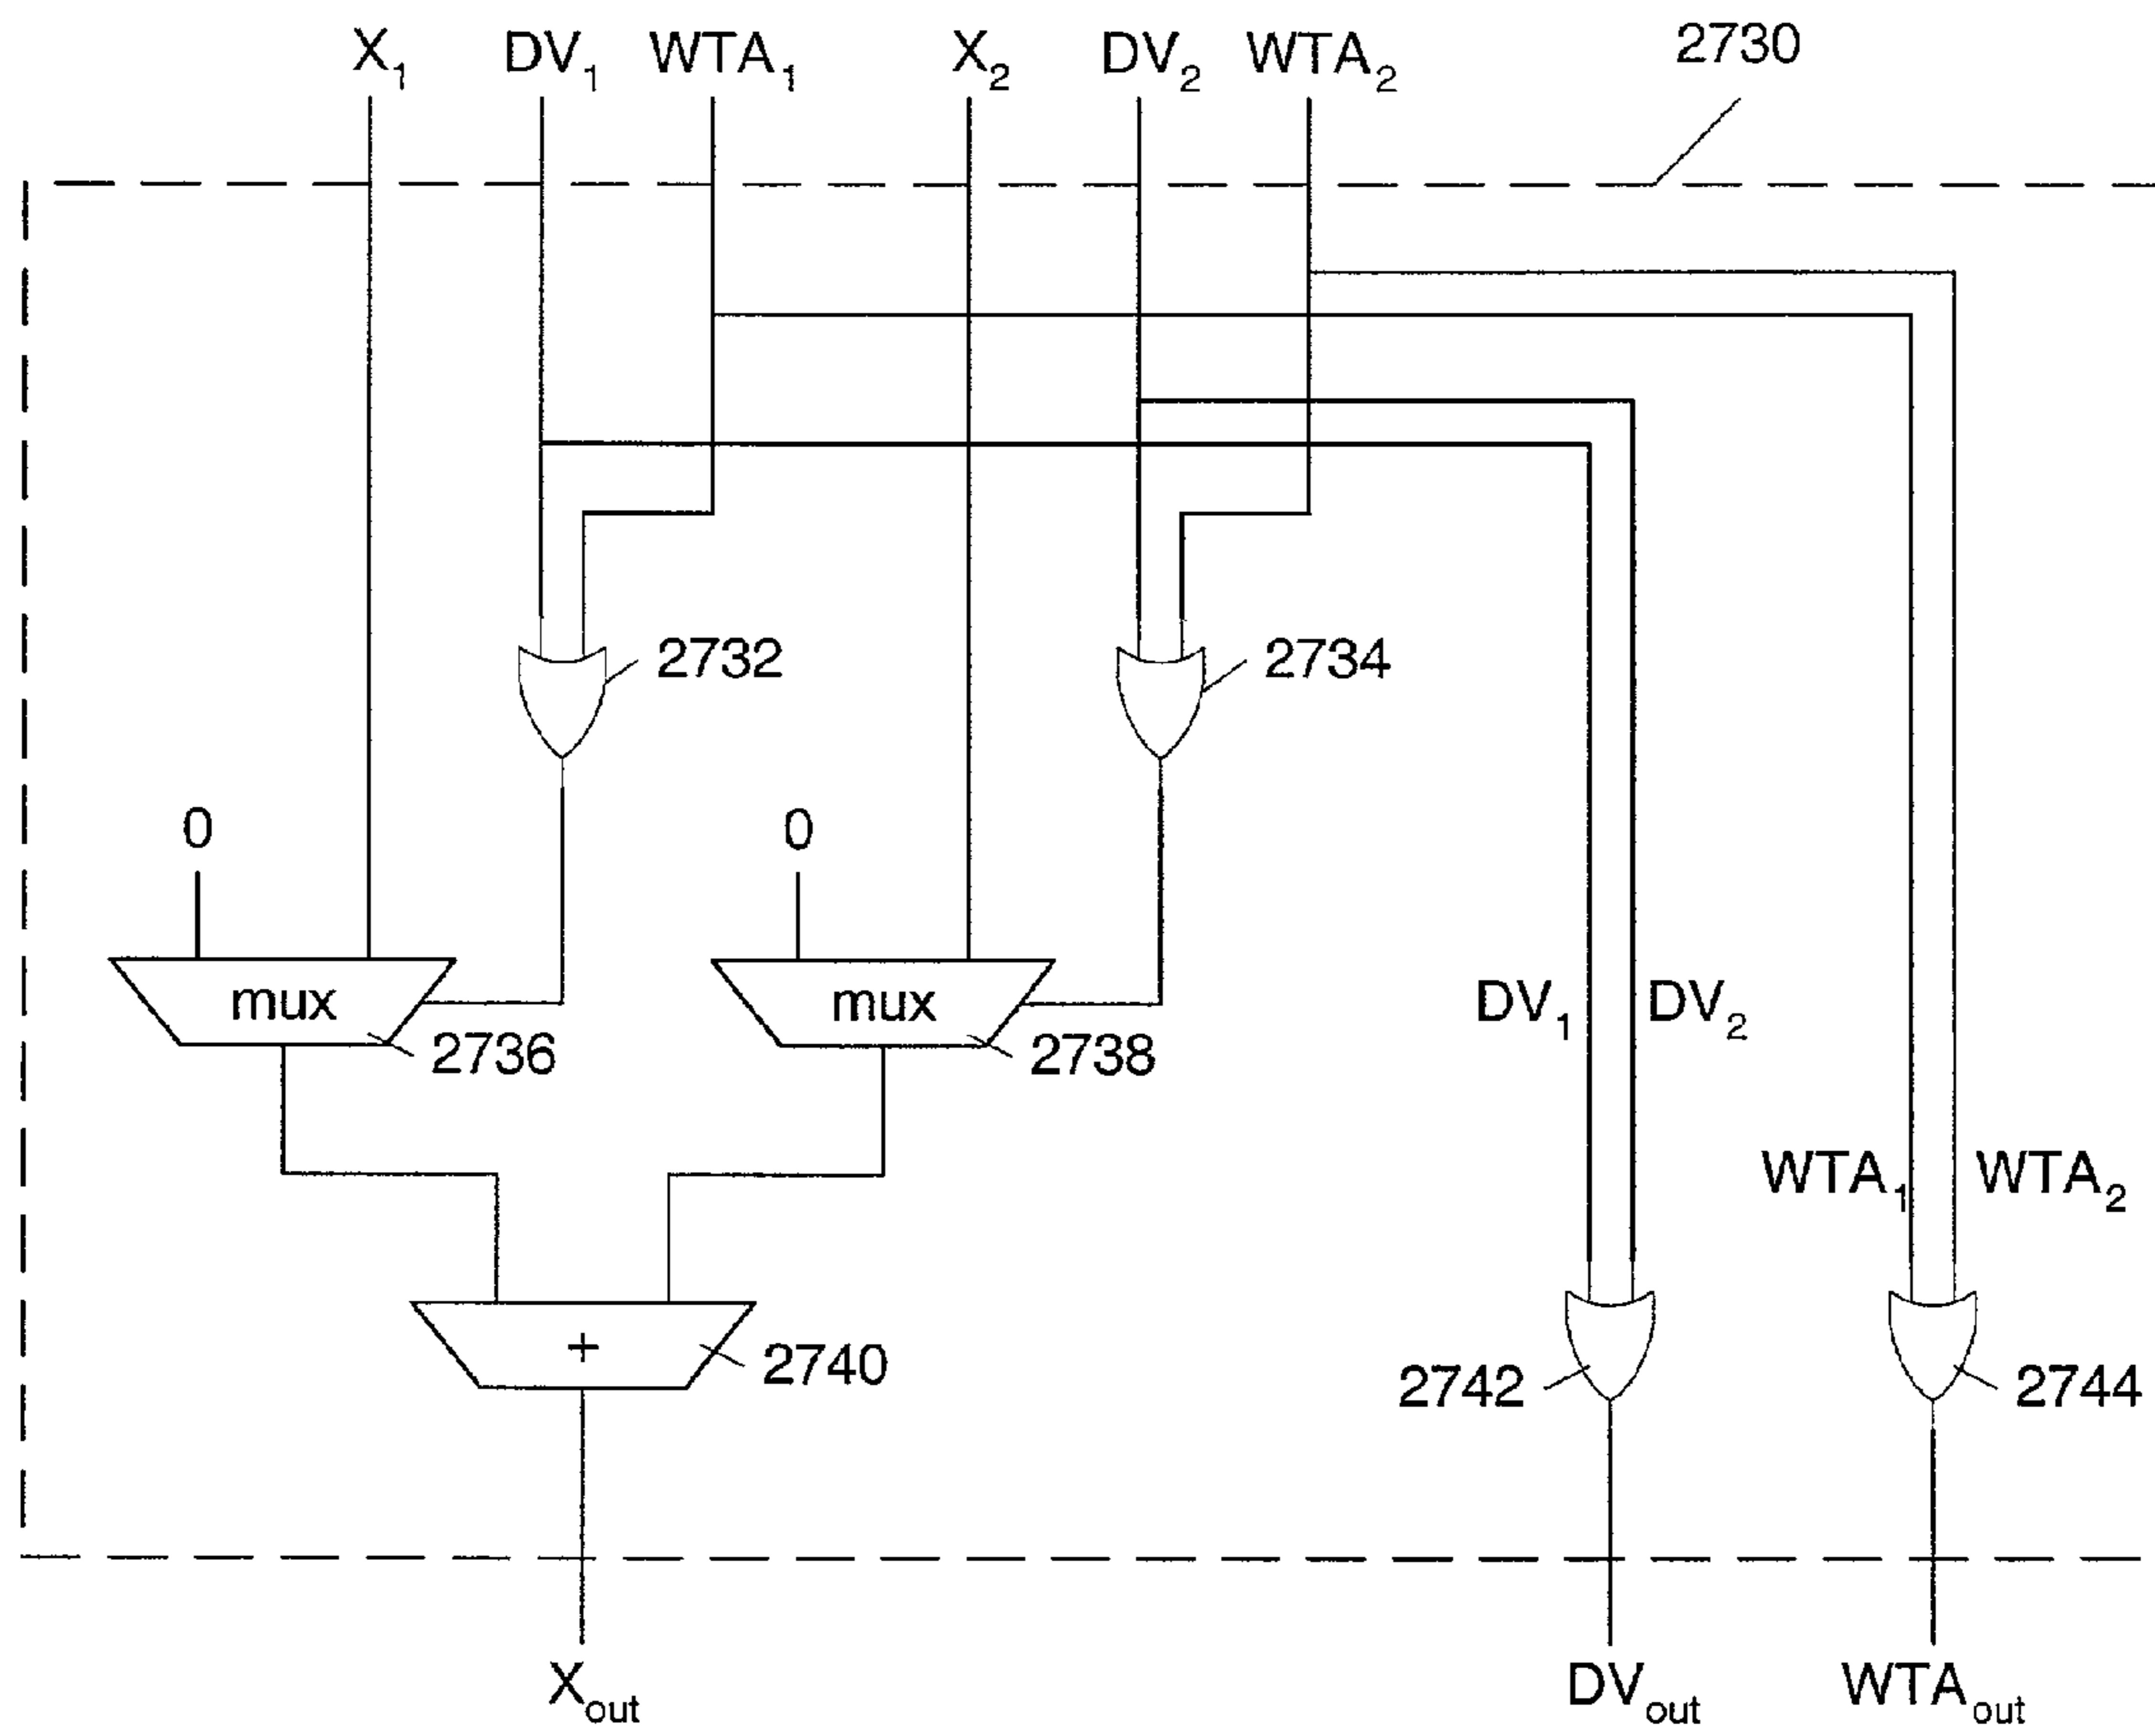 X1 DV1 WTA1 X2 DV2 WTA2 2730
2732 2734
0 0
mux mux DV1 DV2
2736 2738
WTA1 WTA2
+ 2740 2742 2744
Xout DVout WTAout